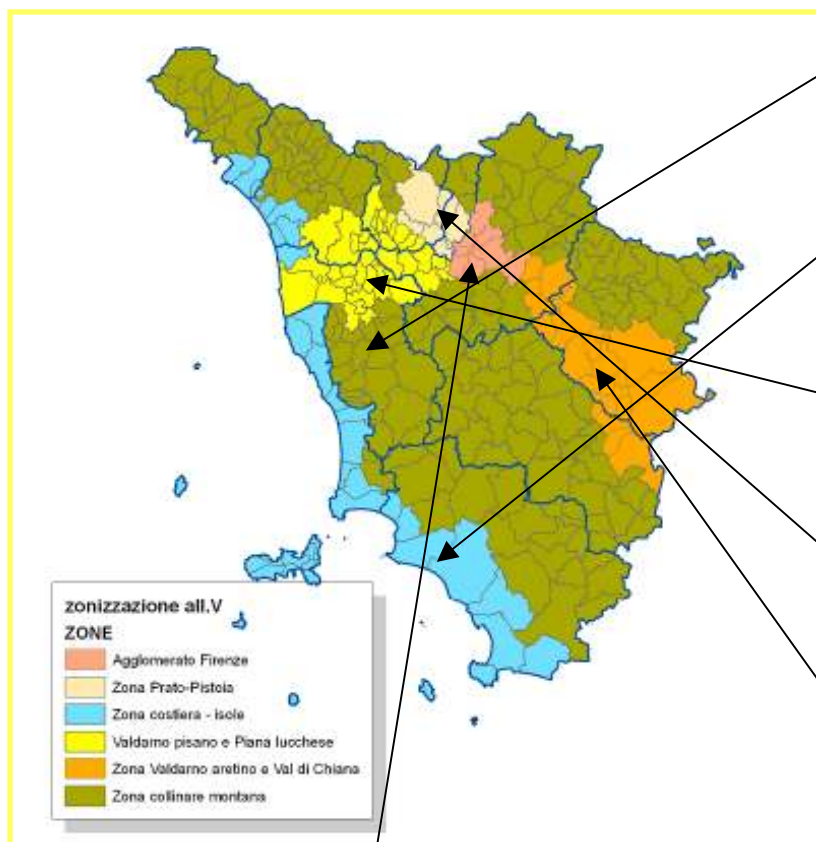 zonizzazione all.V
ZONE
Agglomerato Firenze
Zona Prato-Pistoia
Zona costiera - isole
Valdarno pisano e Piana lucchese
Zona Valdarno aretino e Val di Chiana
Zona collinare montana